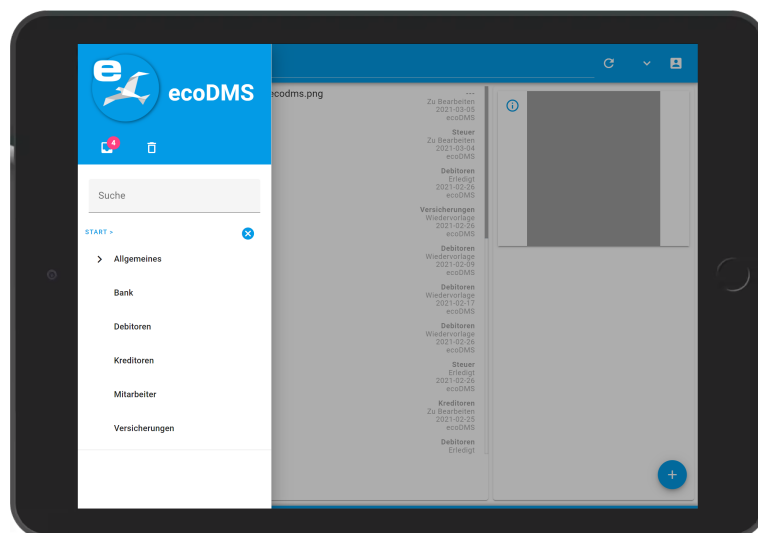 e
ecoDMS
4
Suche
START >
Allgemeines
Bank
Debitoren
Kreditoren
Mitarbeiter
Versicherungen
ecodms.png
---
Zu Bearbeiten
2021-03-05
ecoDMS
Steuer
Zu Bearbeiten
2021-03-04
ecoDMS
Debitoren
Erledigt
2021-02-26
ecoDMS
Versicherungen
Wiedervorlage
2021-02-26
ecoDMS
Debitoren
Wiedervorlage
2021-02-09
ecoDMS
Debitoren
Wiedervorlage
2021-02-17
ecoDMS
Debitoren
Wiedervorlage
2021-02-26
ecoDMS
Steuer
Erledigt
2021-02-26
ecoDMS
Kreditoren
Zu Bearbeiten
2021-02-25
ecoDMS
Debitoren
Erledigt